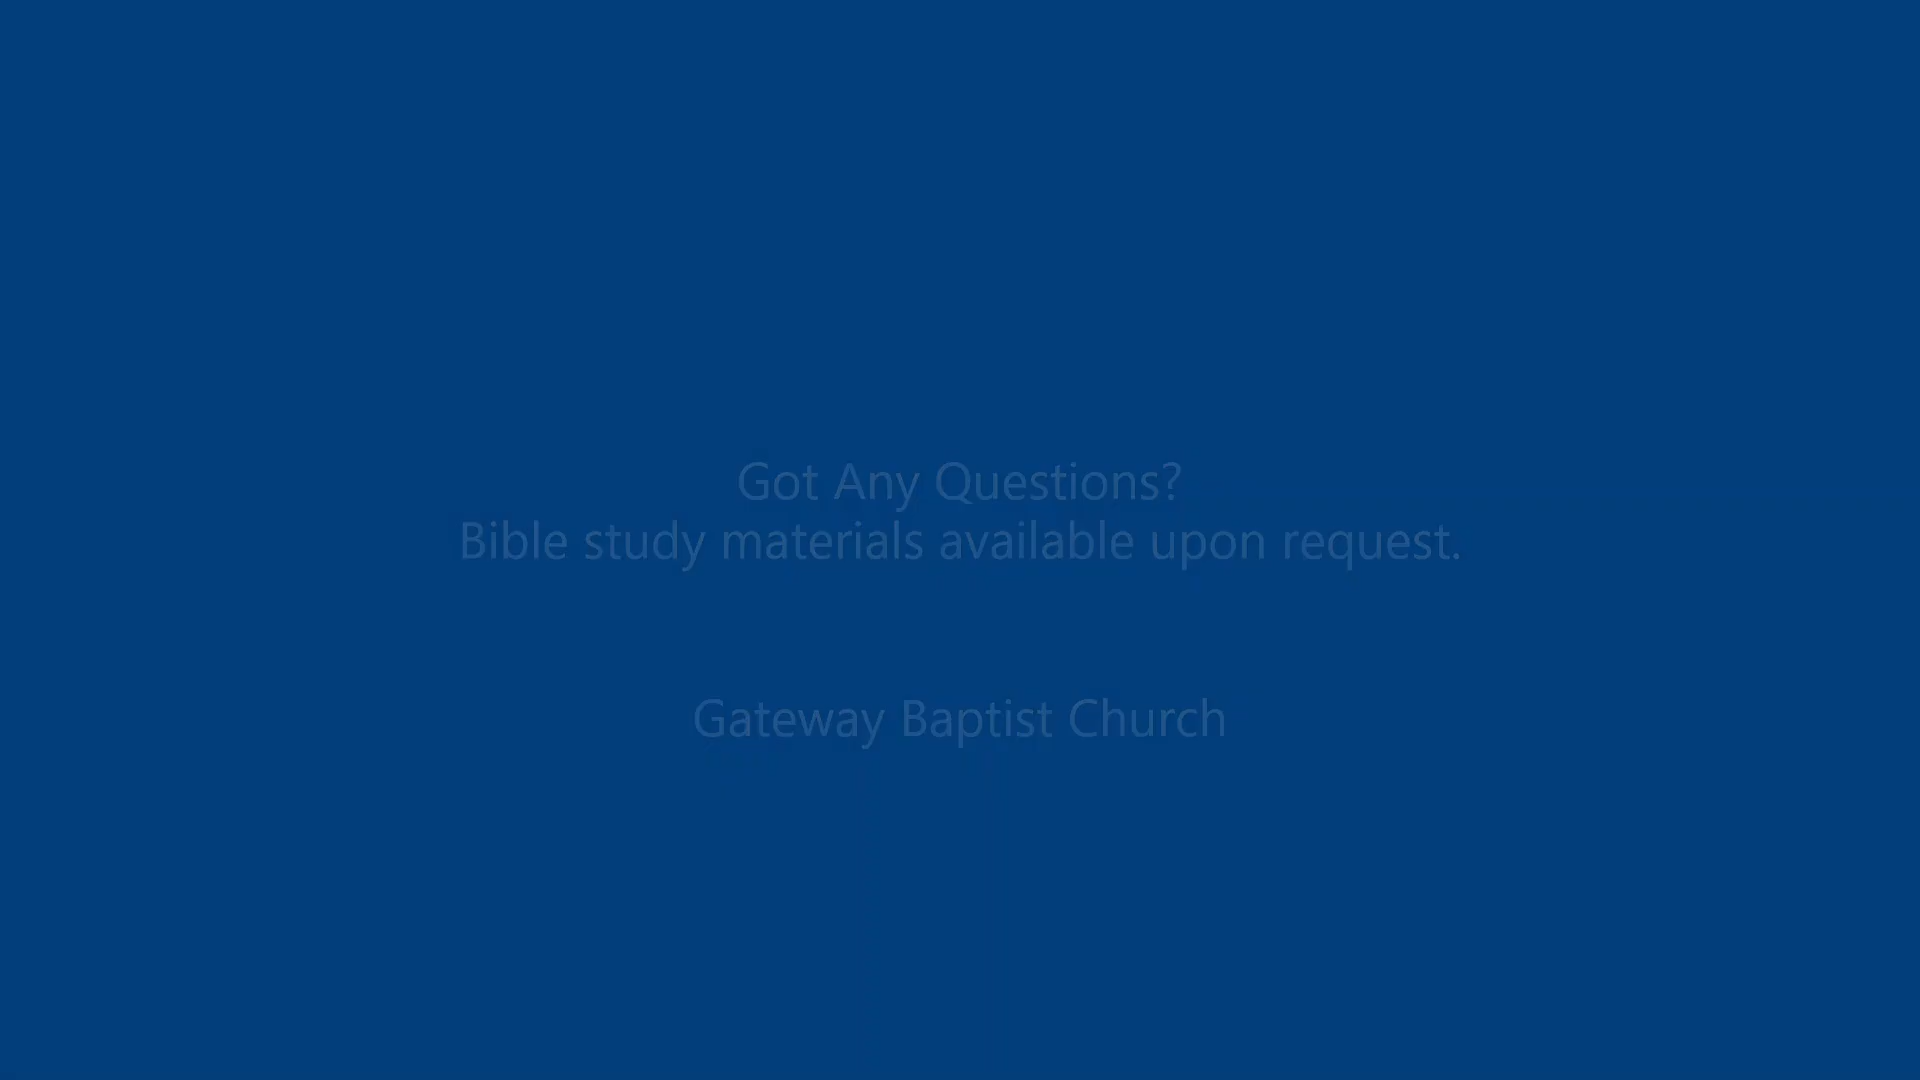 Got Any Questions?
Bible study materials available upon request.
Gateway Baptist Church